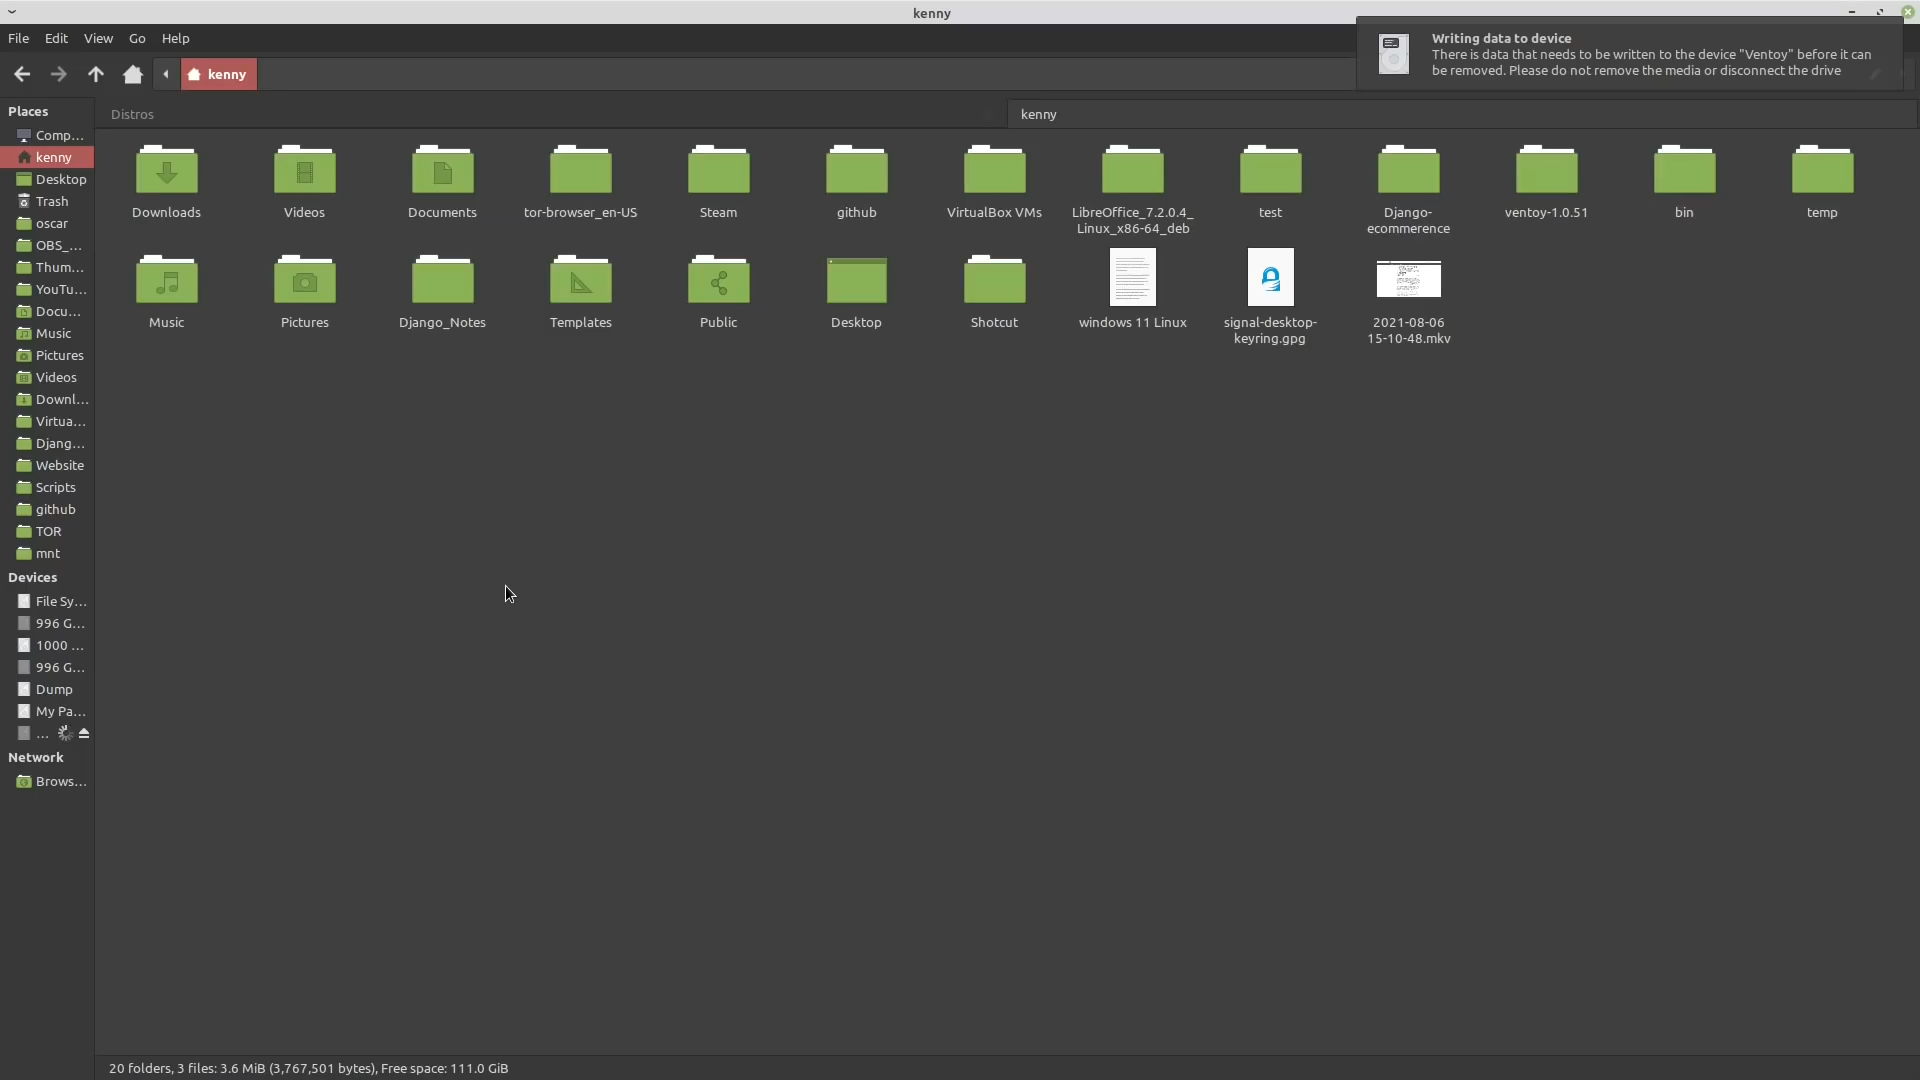 kenny
File Edit View Go Help
Writing data to device
There is data that needs to be written to the device "Ventoy" before it can
be removed. Please do not remove the media or disconnect the drive
kenny
Places
Comp...
kenny
Desktop
Trash
oscar
OBS_...
Thum...
YouTu...
Docu...
Music
Pictures
Videos
Downl...
Virtua...
Djang...
Website
Scripts
github
TOR
mnt
Devices
File Sy...
996 G...
1000 ...
996 G...
Dump
My Pa...
...
Network
Brows...
Distros kenny
Downloads Videos Documents tor-browser_en-US Steam github VirtualBox VMs LibreOffice_7.2.0.4_ test Django- ventoy-1.0.51 bin temp
Linux_x86-64_deb ecommerence
Music Pictures Django_Notes Templates Public Desktop Shotcut windows 11 Linux signal-desktop- 2021-08-06
keyring.gpg 15-10-48.mkv
20 folders, 3 files: 3.6 MiB (3,767,501 bytes), Free space: 111.0 GiB